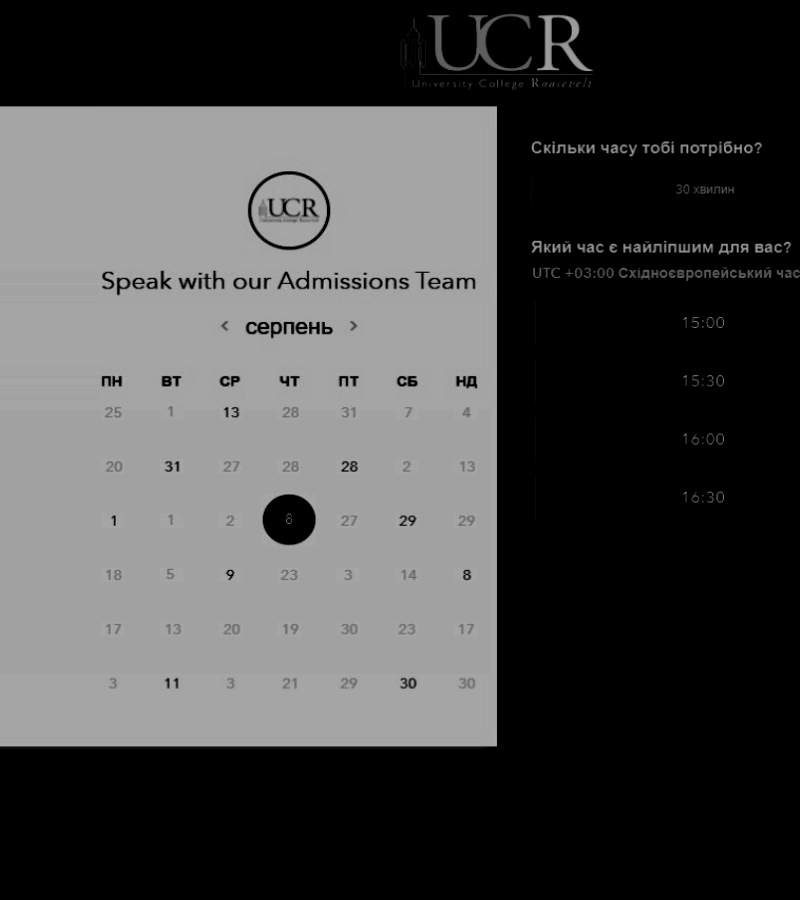 UCR
University College Roosevelt
UCR
Speak with our Admissions Team
< серпень >
ПН ВТ СР ЧТ ПТ СБ НД
25 1 13 28 31 7 4
20 31 27 28 28 2 13
1 1 2 8 27 29 29
18 5 9 23 3 14 8
17 13 20 19 30 23 17
3 11 3 21 29 30 30
Скільки часу тобі потрібно?
30 хвилин
Який час є найліпшим для вас?
UTC +03:00 Східноєвропейський час
15:00
15:30
16:00
16:30